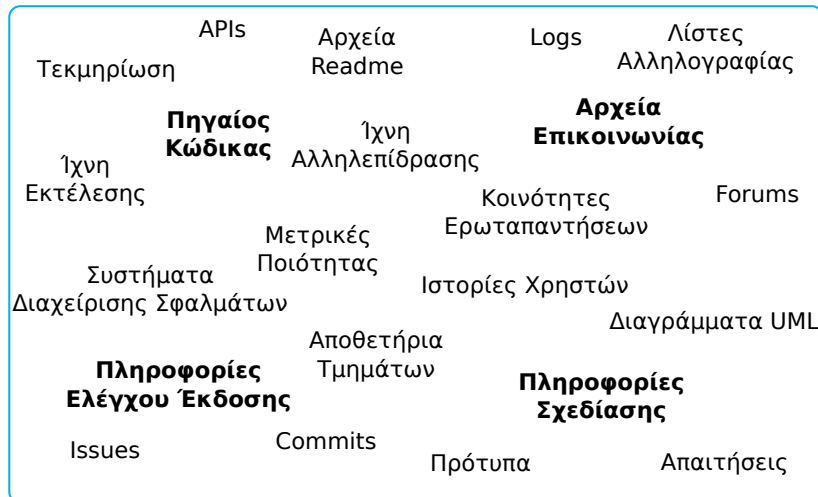 APIs
Αρχεία
Readme
Logs
Λίστες
Αλληλογραφίας
Τεκμηρίωση
Πηγαίος
Κώδικας
Ίχνη
Αλληλεπίδρασης
Αρχεία
Επικοινωνίας
Ίχνη
Εκτέλεσης
Κοινότητες
Ερωταπαντήσεων
Forums
Μετρικές
Ποιότητας
Συστήματα
Διαχείρισης Σφαλμάτων
Ιστορίες Χρηστών
Διαγράμματα UML
Αποθετήρια
Τμημάτων
Πληροφορίες
Ελέγχου Έκδοσης
Πληροφορίες
Σχεδίασης
Issues
Commits
Πρότυπα
Απαιτήσεις